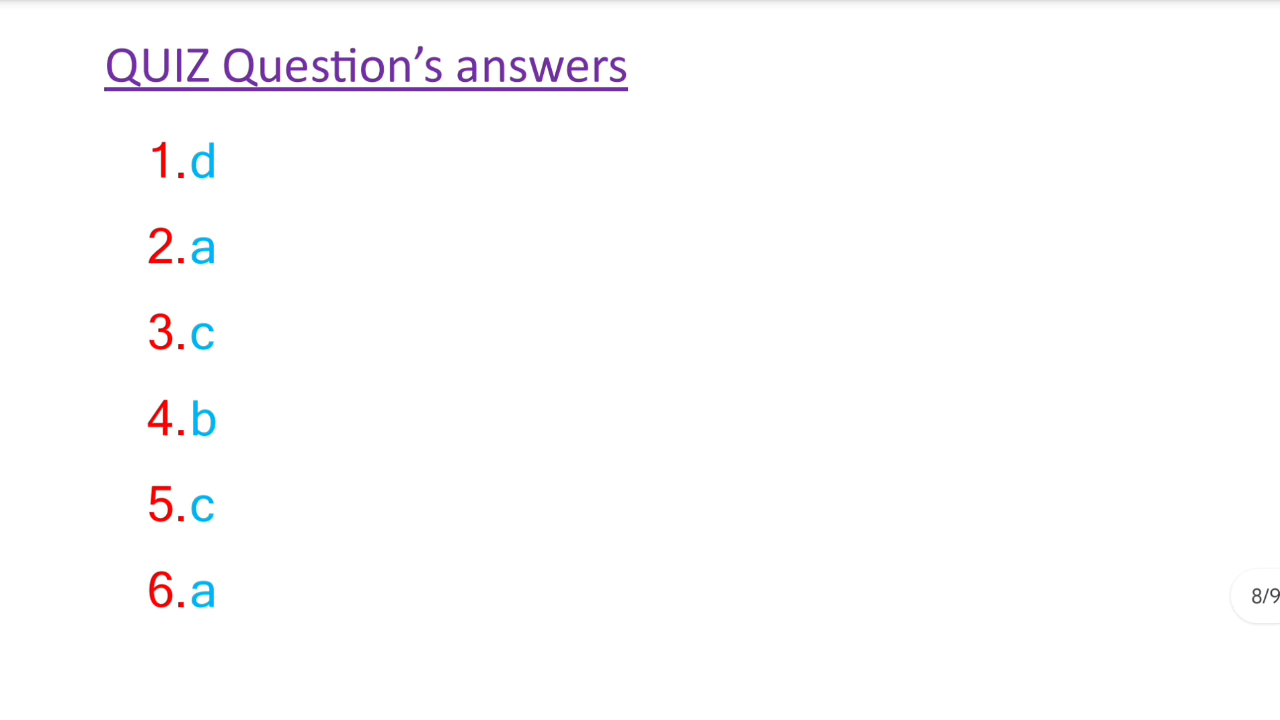 QUIZ Question’s answers
1.d
2.a
3.c
4.b
5.c
6.a
8/9